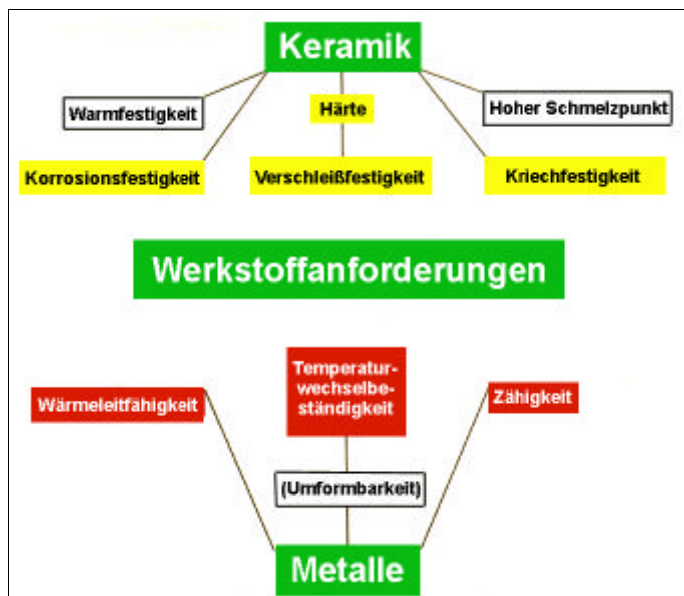 Keramik
Warmfestigkeit
Härte
Hoher Schmelzpunkt
Korrosionsfestigkeit
Verschleißfestigkeit
Kriechfestigkeit
Werkstoffanforderungen
Temperatur-
wechselbe-
ständigkeit
Wärmeleitfähigkeit
Zähigkeit
(Umformbarkeit)
Metalle